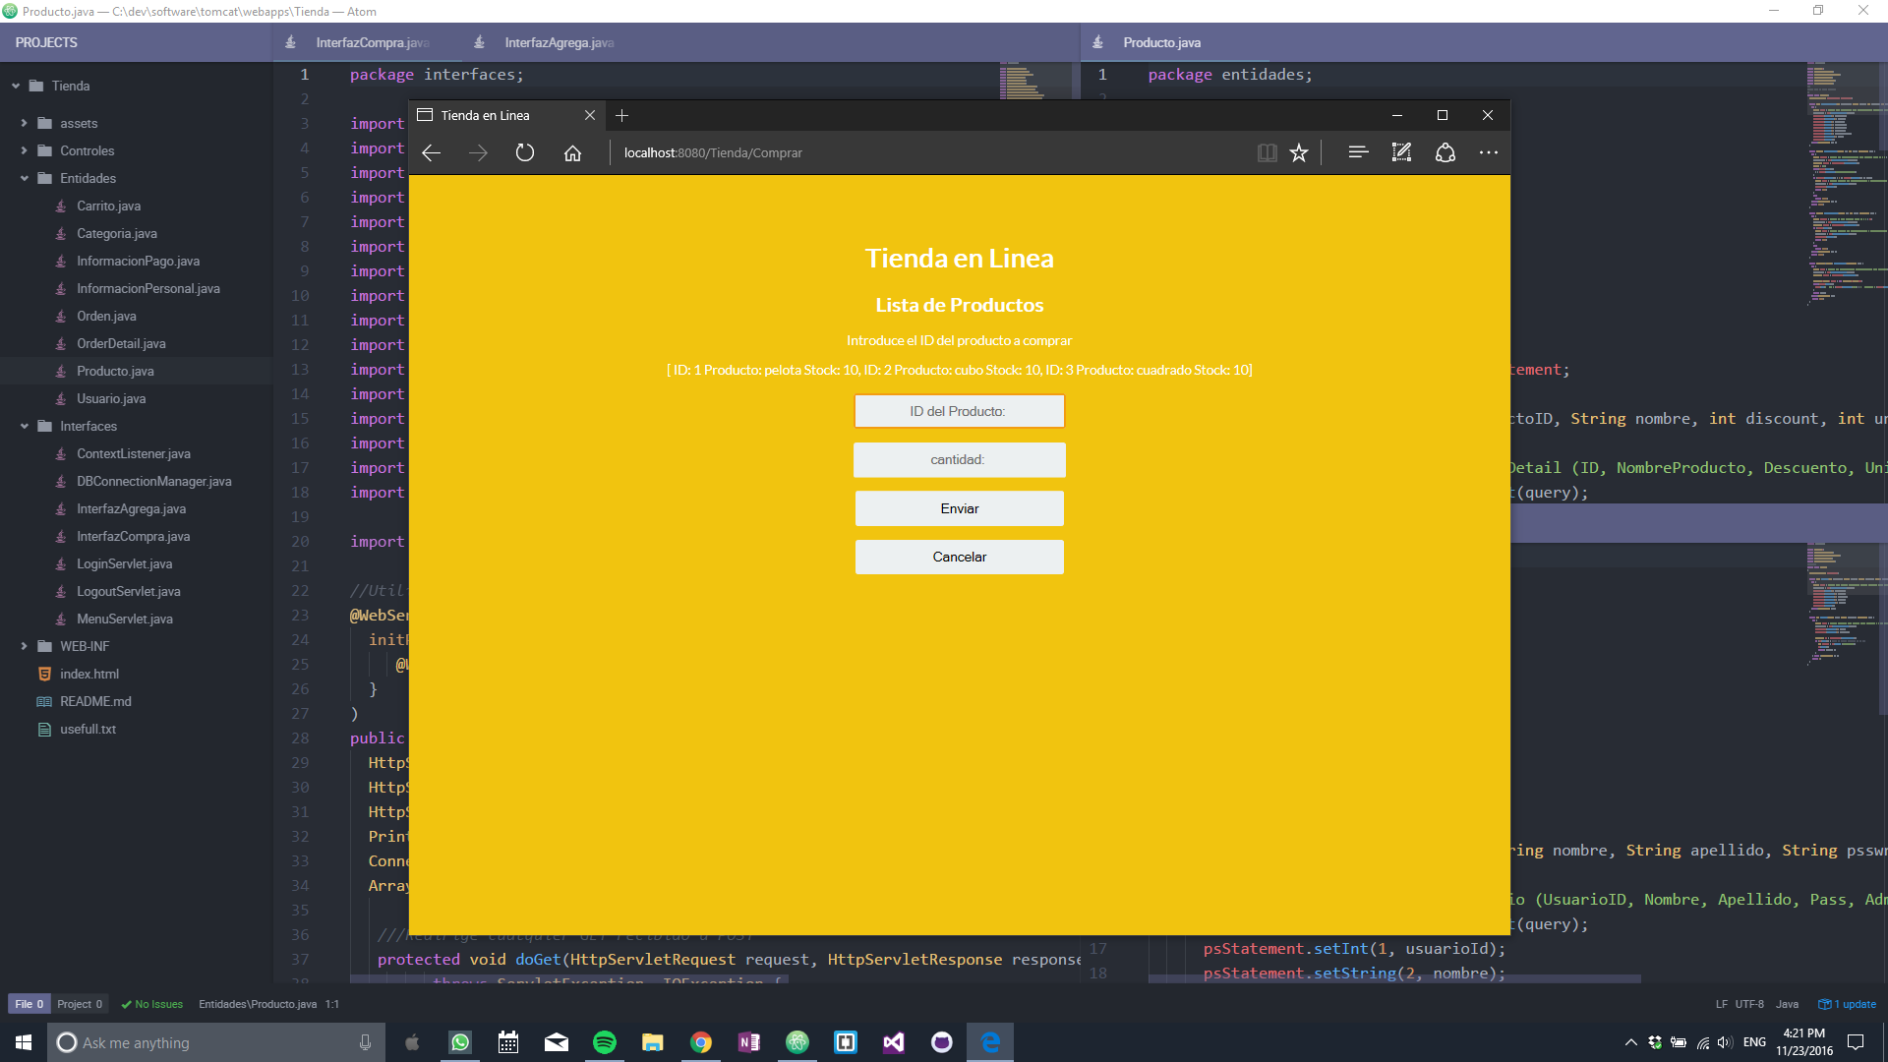 Producto.java — C:\dev\software\tomcat\webapps\Tienda — Atom
PROJECTS
InterfazCompra.java
InterfazAgrega.java
Producto.java
Tienda
assets
Controles
Entidades
Carrito.java
Categoria.java
InformacionPago.java
InformacionPersonal.java
Orden.java
OrderDetail.java
Producto.java
Usuario.java
Interfaces
ContextListener.java
DBConnectionManager.java
InterfazAgrega.java
InterfazCompra.java
LoginServlet.java
LogoutServlet.java
MenuServlet.java
WEB-INF
index.html
README.md
usefull.txt
1 package interfaces;
2
3 import
4 import
5 import
6 import
7 import
8 import
9 import
10 import
11 import
12 import
13 import
14 import
15 import
16 import
17 import
18 import
19
20 import
21
22 //Util
23 @WebSer
24 initP
25 @W
26 }
27 )
28 public
29 HttpS
30 HttpS
31 HttpS
32 Print
33 Conne
34 Array
35
36
37 protected void doGet(HttpServletRequest request, HttpServletResponse response
38 throws ServletException, IOException {
Tienda en Linea
localhost:8080/Tienda/Comprar
Tienda en Linea
Lista de Productos
Introduce el ID del producto a comprar
[ ID: 1 Producto: pelota Stock: 10, ID: 2 Producto: cubo Stock: 10, ID: 3 Producto: cuadrado Stock: 10]
ID del Producto:
cantidad:
Enviar
Cancelar
1 package entidades;
2
tement;
ctoID, String nombre, int discount, int un
Detail (ID, NombreProducto, Descuento, Uni
t(query);
ring nombre, String apellido, String psswr
io (UsuarioID, Nombre, Apellido, Pass, Adm
t(query);
17 psStatement.setInt(1, usuarioId);
18 psStatement.setString(2, nombre);
File 0 Project 0 No Issues Entidades\Producto.java 1:1
LF UTF-8 Java 1 update
Ask me anything
ENG
4:21 PM
11/23/2016